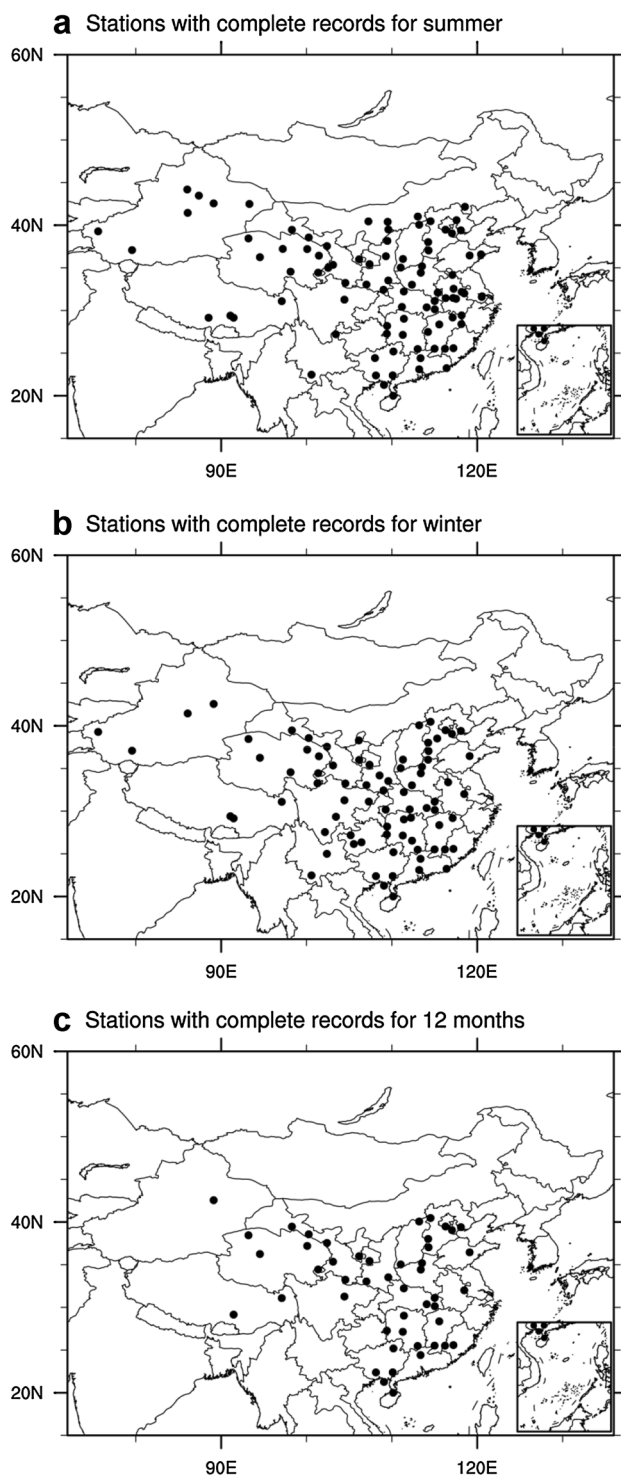 a Stations with complete records for summer
60N
40N
20N
90E 120E
b Stations with complete records for winter
60N
40N
20N
90E 120E
c Stations with complete records for 12 months
60N
40N
20N
90E 120E